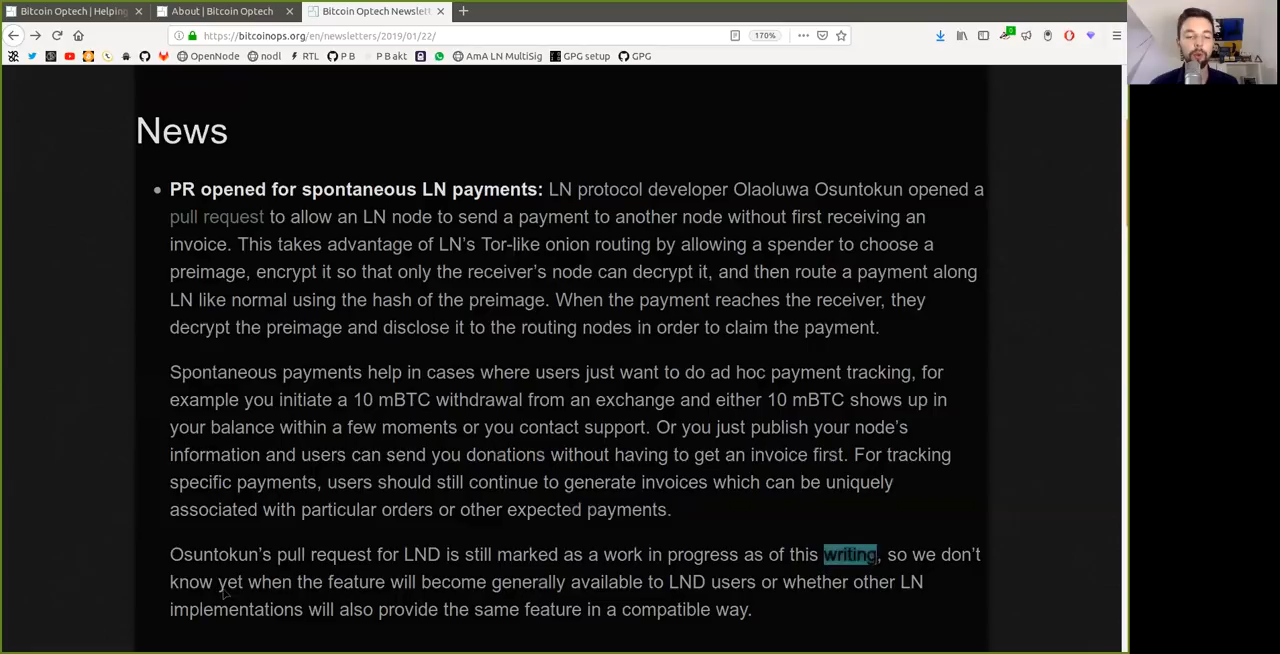 Bitcoin Optech | Helping
About | Bitcoin Optech
Bitcoin Optech Newslett
https://bitcoinops.org/en/newsletters/2019/01/22/
170%
OpenNode
nodl
RTL
P B
P B akt
AmA LN MultiSig
GPG setup
GPG
News
PR opened for spontaneous LN payments: LN protocol developer Olaoluwa Osuntokun opened a
pull request to allow an LN node to send a payment to another node without first receiving an
invoice. This takes advantage of LN's Tor-like onion routing by allowing a spender to choose a
preimage, encrypt it so that only the receiver's node can decrypt it, and then route a payment along
LN like normal using the hash of the preimage. When the payment reaches the receiver, they
decrypt the preimage and disclose it to the routing nodes in order to claim the payment.
Spontaneous payments help in cases where users just want to do ad hoc payment tracking, for
example you initiate a 10 mBTC withdrawal from an exchange and either 10 mBTC shows up in
your balance within a few moments or you contact support. Or you just publish your node's
information and users can send you donations without having to get an invoice first. For tracking
specific payments, users should still continue to generate invoices which can be uniquely
associated with particular orders or other expected payments.
Osuntokun's pull request for LND is still marked as a work in progress as of this writing, so we don't
know yet when the feature will become generally available to LND users or whether other LN
implementations will also provide the same feature in a compatible way.